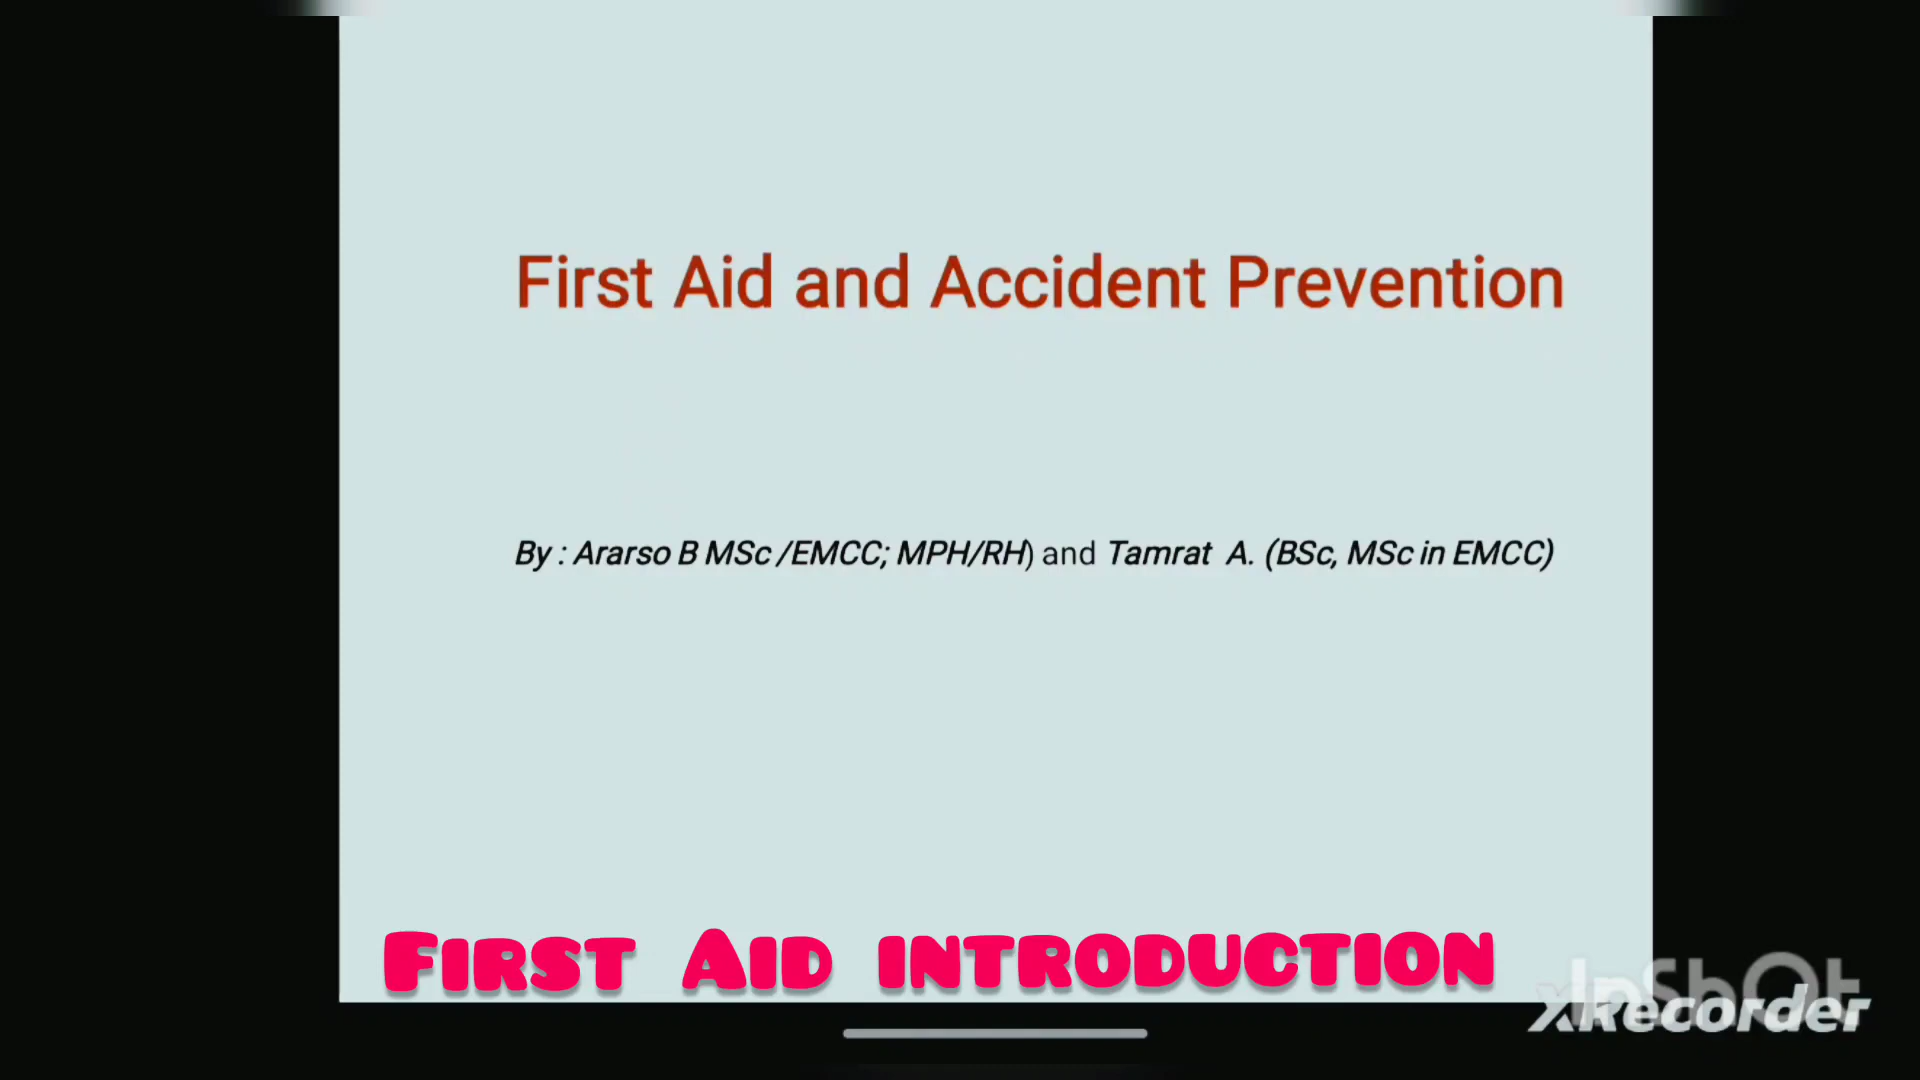 First Aid and Accident Prevention
By : Ararso B MSc /EMCC; MPH/RH) and Tamrat A. (BSc, MSc in EMCC)
First Aid introduction
InShot
XRecorder